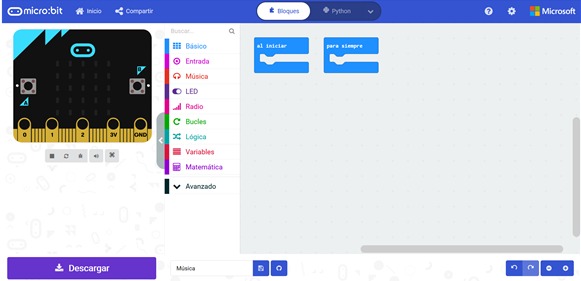 micro:bit
Inicio
Compartir
Bloques
Python
Microsoft
Buscar...
Básico
Entrada
Música
LED
Radio
Bucles
Lógica
Variables
Matemática
Avanzado
al iniciar
para siempre
0 1 2 3V GND
A
B
Descargar
Música